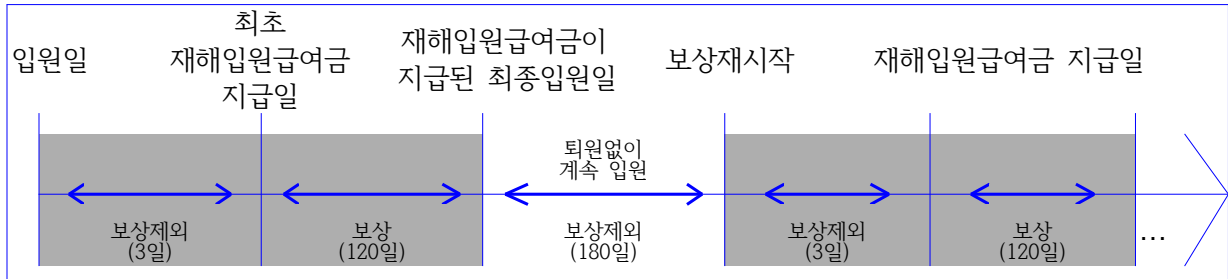 입원일
최초
재해입원급여금
지급일
재해입원급여금이
지급된 최종입원일
보상재시작
재해입원급여금 지급일
퇴원없이
계속 입원
보상제외
(3일)
보상
(120일)
보상제외
(180일)
보상제외
(3일)
보상
(120일)
...